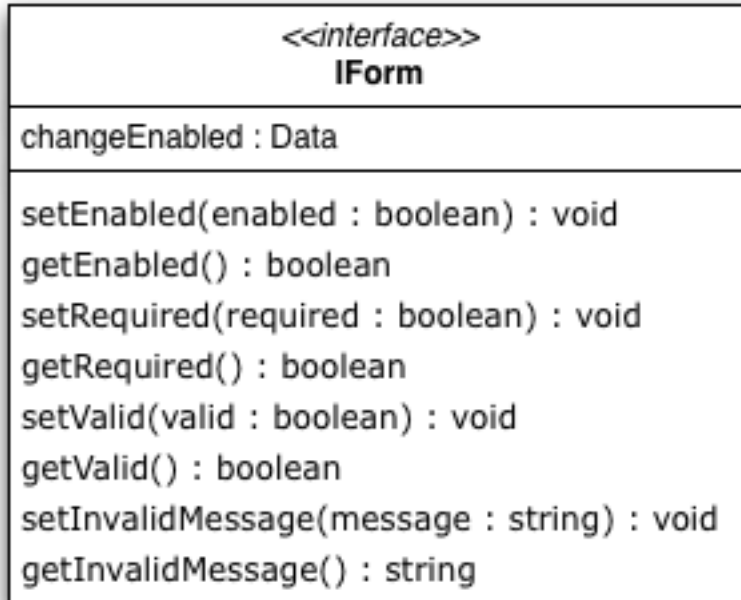 <<interface>>
IForm
changeEnabled : Data
setEnabled(enabled : boolean) : void
getEnabled() : boolean
setRequired(required : boolean) : void
getRequired() : boolean
setValid(valid : boolean) : void
getValid() : boolean
setInvalidMessage(message : string) : void
getInvalidMessage() : string